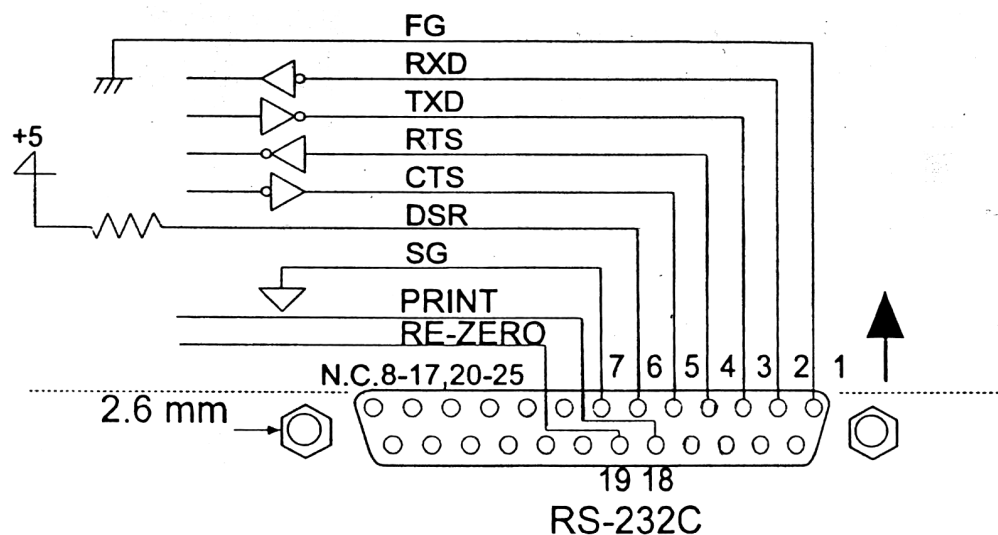 FG
RXD
TXD
+5
RTS
CTS
DSR
SG
PRINT
RE-ZERO
7 6 5 4 3 2 1
N.C.8-17,20-25
2.6 mm
19 18
RS-232C